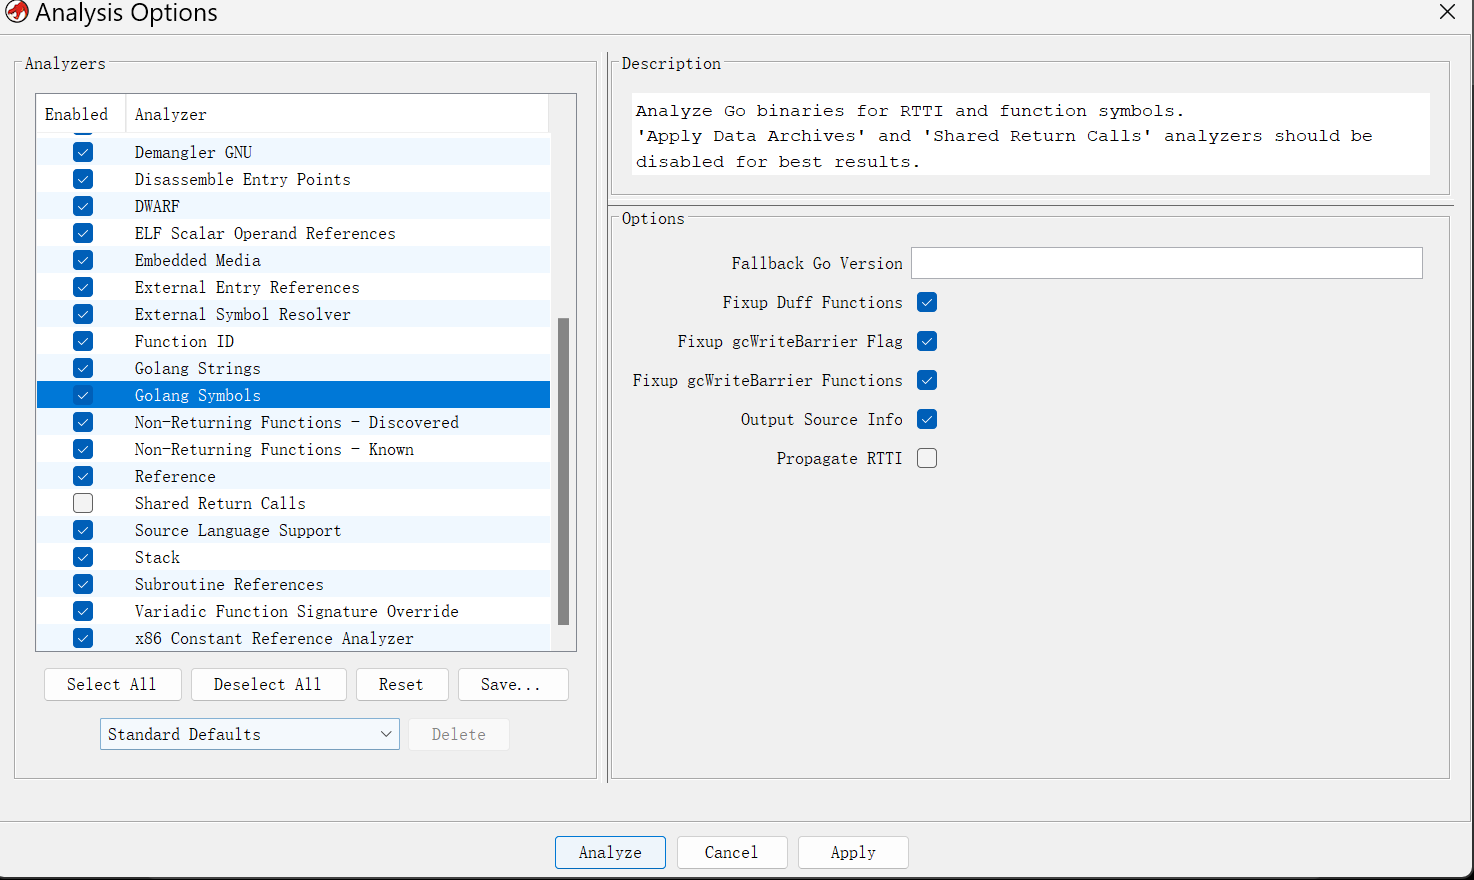 Analysis Options
Analyzers
Enabled Analyzer
Demangler GNU
Disassemble Entry Points
DWARF
ELF Scalar Operand References
Embedded Media
External Entry References
External Symbol Resolver
Function ID
Golang Strings
Golang Symbols
Non-Returning Functions - Discovered
Non-Returning Functions - Known
Reference
Shared Return Calls
Source Language Support
Stack
Subroutine References
Variadic Function Signature Override
x86 Constant Reference Analyzer
Select All Deselect All Reset Save...
Standard Defaults Delete
Description
Analyze Go binaries for RTTI and function symbols.
'Apply Data Archives' and 'Shared Return Calls' analyzers should be
disabled for best results.
Options
Fallback Go Version
Fixup Duff Functions
Fixup gcWriteBarrier Flag
Fixup gcWriteBarrier Functions
Output Source Info
Propagate RTTI
Analyze Cancel Apply